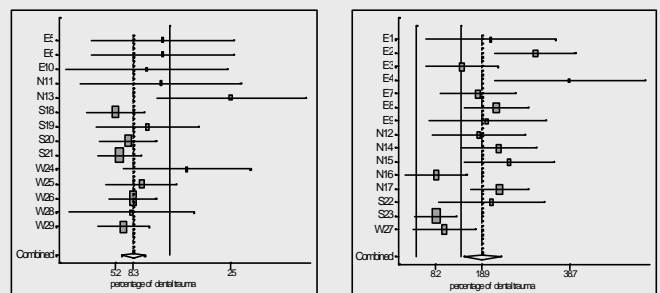 E5
E6
E10
N11
N13
S18
S19
S20
S21
W24
W25
W26
W28
W29
Combined
5.2 8.3 25
percentage of dental trauma
E1
E2
E3
E4
E7
E8
E9
N12
N14
N15
N16
N17
S22
S23
W27
Combined
8.2 18.9 38.7
percentage of dental trauma